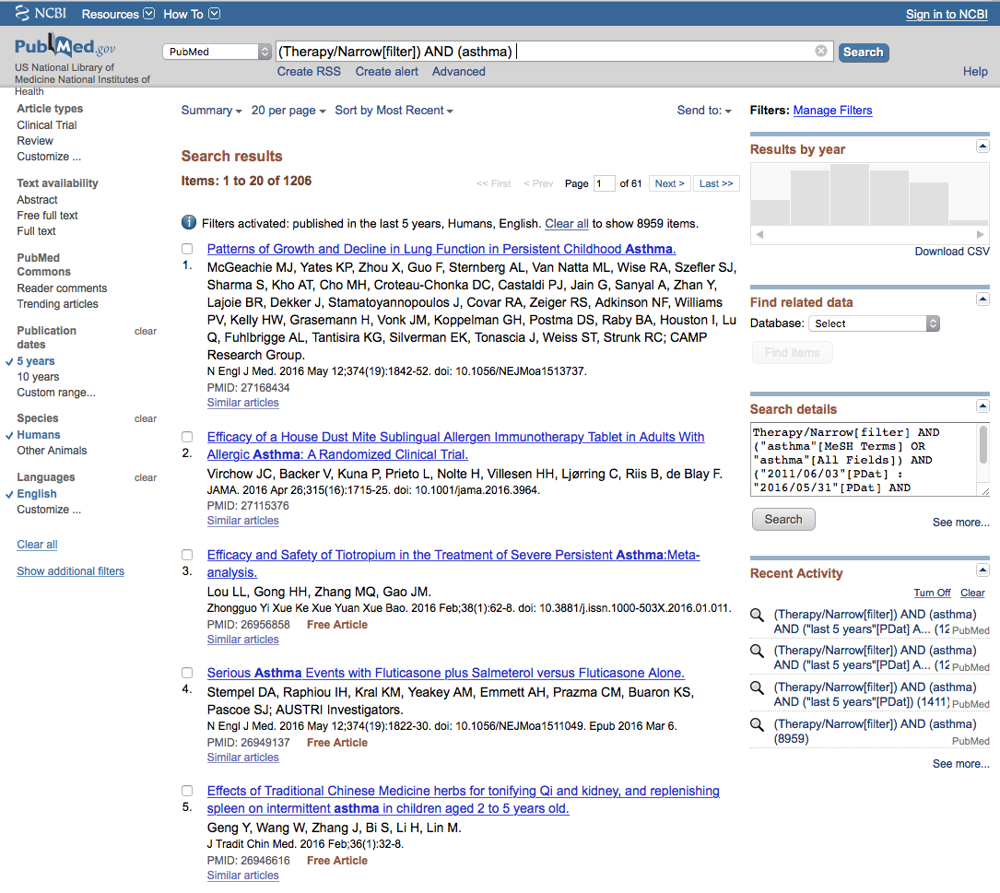 NCBI Resources How To Sign in to NCBI
PubMed.gov
US National Library of
Medicine National Institutes of
Health
PubMed (Therapy/Narrow[filter]) AND (asthma) Search
Create RSS Create alert Advanced Help
Article types
Clinical Trial
Review
Customize ...
Text availability
Abstract
Free full text
Full text
PubMed
Commons
Reader comments
Trending articles
Publication
dates clear
5 years
10 years
Custom range...
Species clear
Humans
Other Animals
Languages clear
English
Customize ...
Clear all
Show additional filters
Summary 20 per page Sort by Most Recent Send to:
Search results
Items: 1 to 20 of 1206
<< First < Prev Page 1 of 61 Next > Last >>
Filters activated: published in the last 5 years, Humans, English. Clear all to show 8959 items.
Patterns of Growth and Decline in Lung Function in Persistent Childhood Asthma.
1. McGeachie MJ, Yates KP, Zhou X, Guo F, Sternberg AL, Van Natta ML, Wise RA, Szefler SJ,
Sharma S, Kho AT, Cho MH, Croteau-Chonka DC, Castaldi PJ, Jain G, Sanyal A, Zhan Y,
Lajoie BR, Dekker J, Stamatoyannopoulos J, Covar RA, Zeiger RS, Adkinson NF, Williams
PV, Kelly HW, Grasemann H, Vonk JM, Koppelman GH, Postma DS, Raby BA, Houston I, Lu
Q, Fuhlbrigge AL, Tantisira KG, Silverman EK, Tonascia J, Weiss ST, Strunk RC; CAMP
Research Group.
N Engl J Med. 2016 May 12;374(19):1842-52. doi: 10.1056/NEJMoa1513737.
PMID: 27168434
Similar articles
Efficacy of a House Dust Mite Sublingual Allergen Immunotherapy Tablet in Adults With
2. Allergic Asthma: A Randomized Clinical Trial.
Virchow JC, Backer V, Kuna P, Prieto L, Nolte H, Villesen HH, Ljørring C, Riis B, de Blay F.
JAMA. 2016 Apr 26;315(16):1715-25. doi: 10.1001/jama.2016.3964.
PMID: 27115376
Similar articles
Efficacy and Safety of Tiotropium in the Treatment of Severe Persistent Asthma:Meta-
3. analysis.
Lou LL, Gong HH, Zhang MQ, Gao JM.
Zhongguo Yi Xue Ke Xue Yuan Xue Bao. 2016 Feb;38(1):62-8. doi: 10.3881/j.issn.1000-503X.2016.01.011.
PMID: 26956858 Free Article
Similar articles
Serious Asthma Events with Fluticasone plus Salmeterol versus Fluticasone Alone.
4. Stempel DA, Raphiou IH, Kral KM, Yeakey AM, Emmett AH, Prazma CM, Buaron KS,
Pascoe SJ; AUSTRI Investigators.
N Engl J Med. 2016 May 12;374(19):1822-30. doi: 10.1056/NEJMoa1511049. Epub 2016 Mar 6.
PMID: 26949137 Free Article
Similar articles
Effects of Traditional Chinese Medicine herbs for tonifying Qi and kidney, and replenishing
5. spleen on intermittent asthma in children aged 2 to 5 years old.
Geng Y, Wang W, Zhang J, Bi S, Li H, Lin M.
J Tradit Chin Med. 2016 Feb;36(1):32-8.
PMID: 26946616 Free Article
Similar articles
Filters: Manage Filters
Results by year
Download CSV
Find related data
Database: Select
Find items
Search details
Therapy/Narrow[filter] AND
("asthma"[MeSH Terms] OR
"asthma"[All Fields]) AND
("2011/06/03"[PDat] :
"2016/05/31"[PDat] AND
Search See more...
Recent Activity
Turn Off Clear
(Therapy/Narrow[filter]) AND (asthma)
AND ("last 5 years"[PDat] A... (12 PubMed
(Therapy/Narrow[filter]) AND (asthma)
AND ("last 5 years"[PDat] A... (12 PubMed
(Therapy/Narrow[filter]) AND (asthma)
AND ("last 5 years"[PDat]) (1411) PubMed
(Therapy/Narrow[filter]) AND (asthma)
(8959) PubMed
See more...